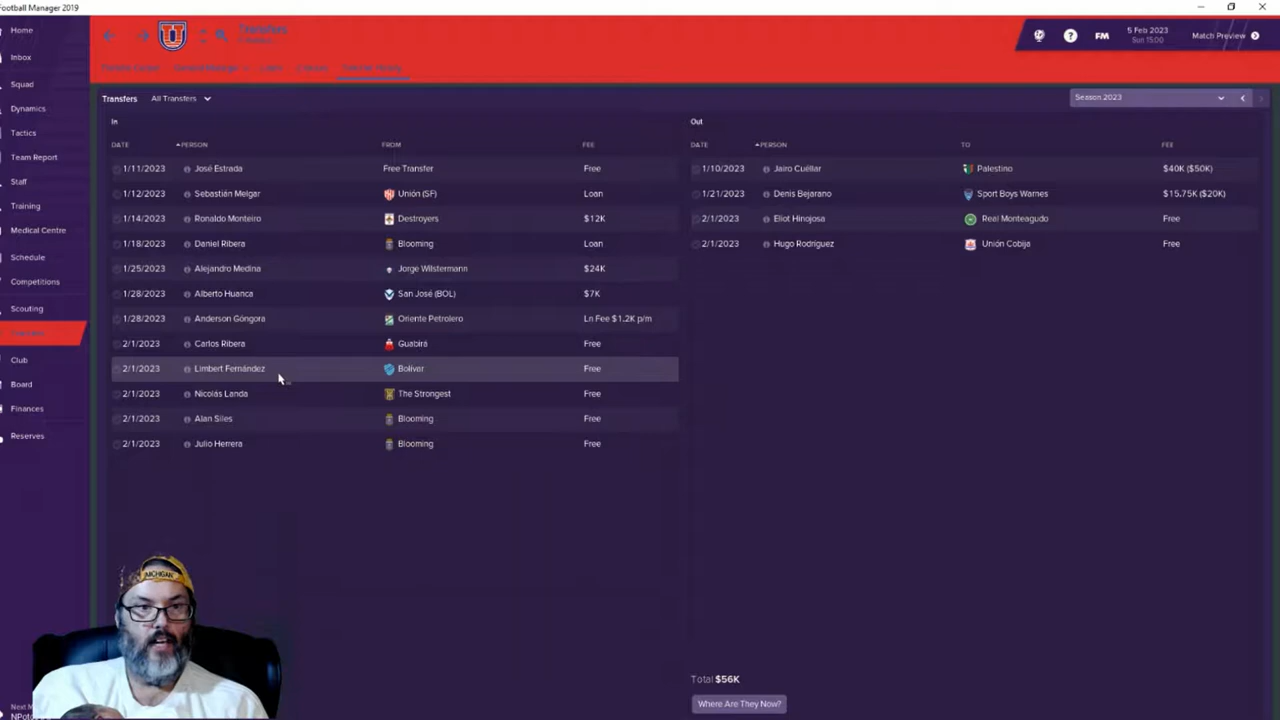 Football Manager 2019
Home
Inbox
Squad
Dynamics
Tactics
Team Report
Staff
Training
Medical Centre
Schedule
Competitions
Scouting
Transfers
Club
Board
Finances
Reserves
Transfers
FM
5 Feb 2023
Sun 15:00
Match Preview
Transfers All Transfers
Season 2023
In
DATE PERSON FROM FEE
1/11/2023 José Estrada Free Transfer Free
1/12/2023 Sebastián Melgar Unión (SF) Loan
1/14/2023 Ronaldo Monteiro Destroyers $12K
1/18/2023 Daniel Ribera Blooming Loan
1/25/2023 Alejandro Medina Jorge Wilstermann $24K
1/28/2023 Alberto Huanca San José (BOL) $7K
1/28/2023 Anderson Góngora Oriente Petrolero Ln Fee $1.2K p/m
2/1/2023 Carlos Ribera Guabirá Free
2/1/2023 Limbert Fernández Bolívar Free
2/1/2023 Nicolás Landa The Strongest Free
2/1/2023 Alan Siles Blooming Free
2/1/2023 Julio Herrera Blooming Free
Out
DATE PERSON TO FEE
1/10/2023 Jairo Cuéllar Palestino $40K ($50K)
1/21/2023 Denis Bejarano Sport Boys Warnes $15.75K ($20K)
2/1/2023 Eliot Hinojosa Real Monteagudo Free
2/1/2023 Hugo Rodríguez Unión Cobija Free
Total $56K
Where Are They Now?
MICHIGAN